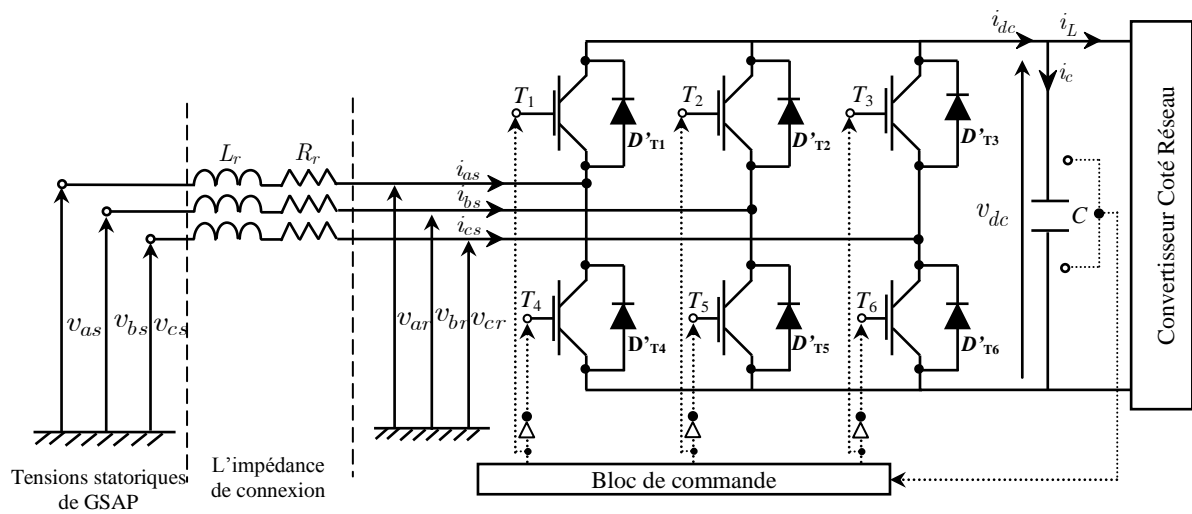 i_dc
i_L
i_c
T_1
T_2
T_3
D'_T1
D'_T2
D'_T3
L_r
R_r
i_as
i_bs
i_cs
v_dc
C
T_4
T_5
T_6
v_as
v_bs
v_cs
v_ar
v_br
v_cr
D'_T4
D'_T5
D'_T6
Convertisseur Coté Réseau
Tensions statoriques
de GSAP
L'impédance
de connexion
Bloc de commande